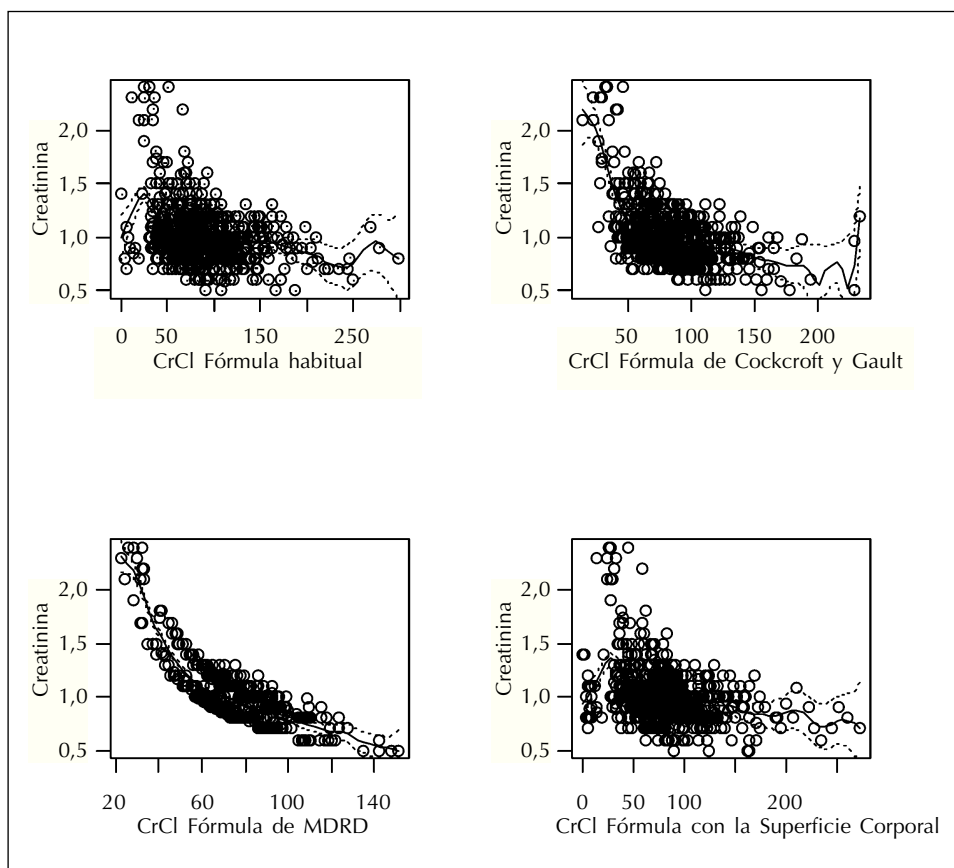 Creatinina
2,0
1,5
1,0
0,5
0 50 150 250
CrCl Fórmula habitual
Creatinina
2,0
1,5
1,0
0,5
50 100 200
CrCl Fórmula de Cockcroft y Gault
Creatinina
2,0
1,5
1,0
0,5
20 60 100 140
CrCl Fórmula de MDRD
Creatinina
2,0
1,5
1,0
0,5
0 50 100 200
CrCl Fórmula con la Superficie Corporal